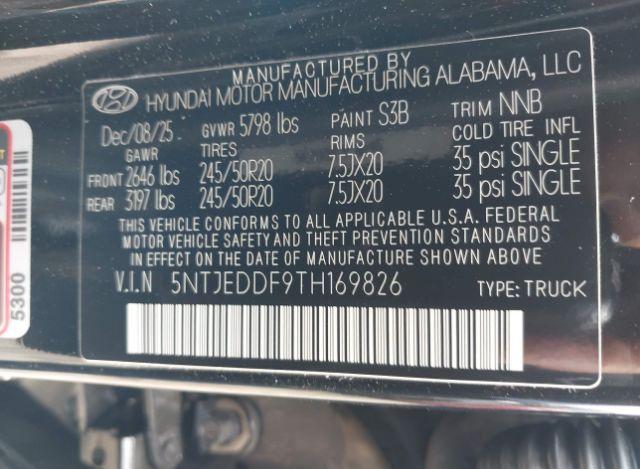 MANUFACTURED BY
HYUNDAI MOTOR MANUFACTURING ALABAMA, LLC
Dec/08/25 GVWR 5798 lbs PAINT S3B TRIM NNB
GAWR TIRES RIMS COLD TIRE INFL
FRONT 2646 lbs 245/50R20 7.5JX20 35 psi SINGLE
REAR 3197 lbs 245/50R20 7.5JX20 35 psi SINGLE
THIS VEHICLE CONFORMS TO ALL APPLICABLE U.S.A. FEDERAL
MOTOR VEHICLE SAFETY AND THEFT PREVENTION STANDARDS
IN EFFECT ON THE DATE OF MANUFACTURE SHOWN ABOVE
V.I.N 5NTJEDDF9TH169826 TYPE: TRUCK
5300